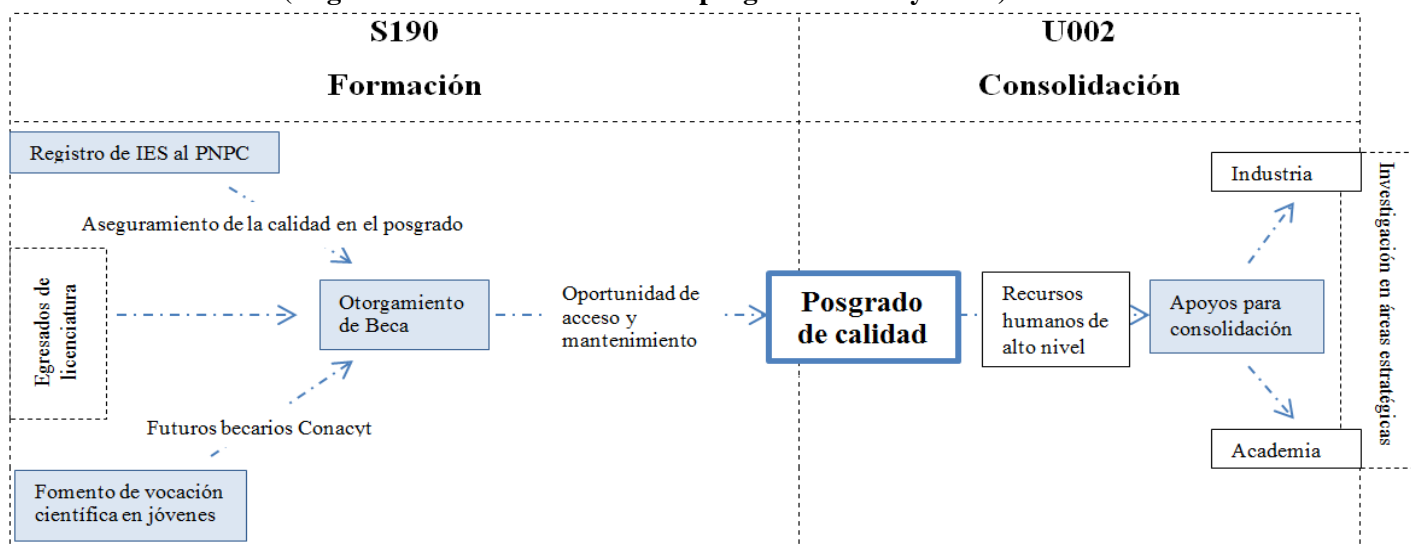 S190
U002
Formación
Consolidación
Registro de IES al PNPC
Aseguramiento de la calidad en el posgrado
Egresados de
licenciatura
Otorgamiento
de Beca
Oportunidad de
acceso y
mantenimiento
Posgrado
de calidad
Recursos
humanos de
alto nivel
Apoyos para
consolidación
Industria
Academia
Investigación en áreas estratégicas
Futuros becarios Conacyt
Fomento de vocación
científica en jóvenes